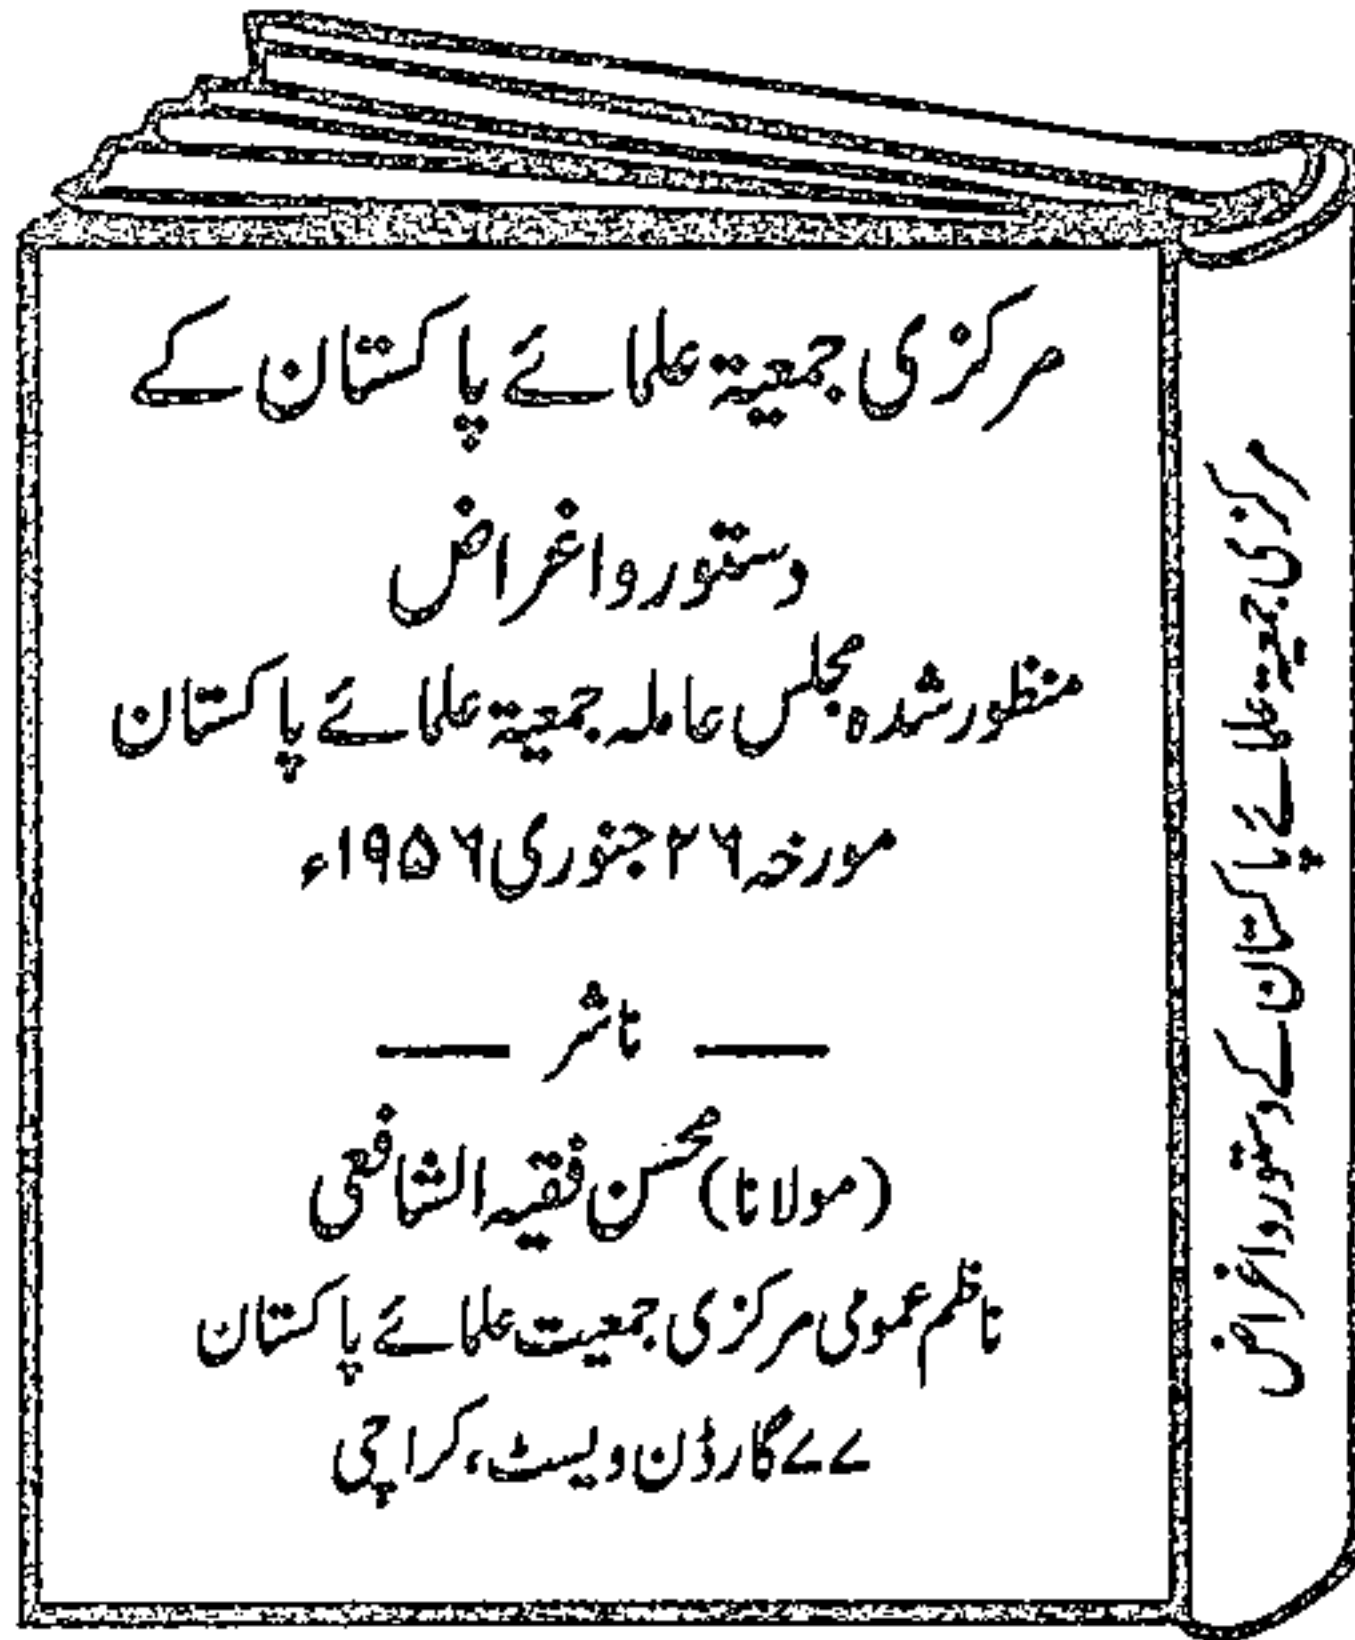 مرکزی جمعیۃ علمائے پاکستان کے
دستور و اغراض
منظور شدہ مجلس عاملہ جمعیۃ علمائے پاکستان
مورخہ ۲۶ جنوری ۱۹۵۶ء
ناشر
(مولانا) محسن فقیہ الشافعی
ناظم عمومی مرکزی جمعیت علمائے پاکستان
۷۷ گارڈن ویسٹ، کراچی
مرکزی جمعیۃ علمائے پاکستان کے دستور و اغراض